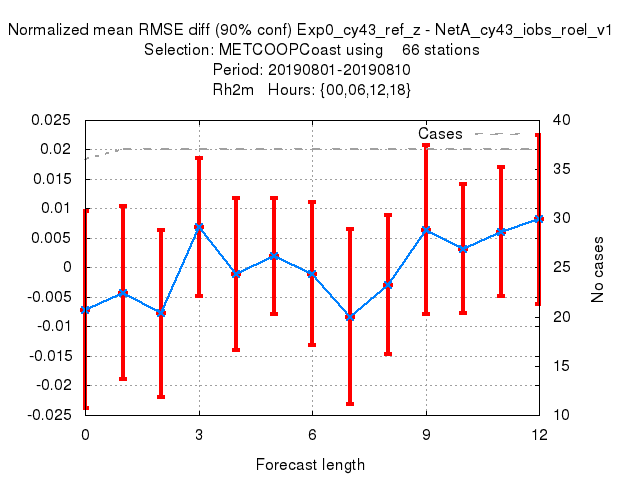 Normalized mean RMSE diff (90% conf) Exp0_cy43_ref_z - NetA_cy43_iobs_roel_v1
Selection: METCOOPCoast using 66 stations
Period: 20190801-20190810
Rh2m Hours: {00,06,12,18}
Cases
0.025
0.02
0.015
0.01
0.005
0
-0.005
-0.01
-0.015
-0.02
-0.025
40
35
30
25
20
15
10
No cases
0 3 6 9 12
Forecast length